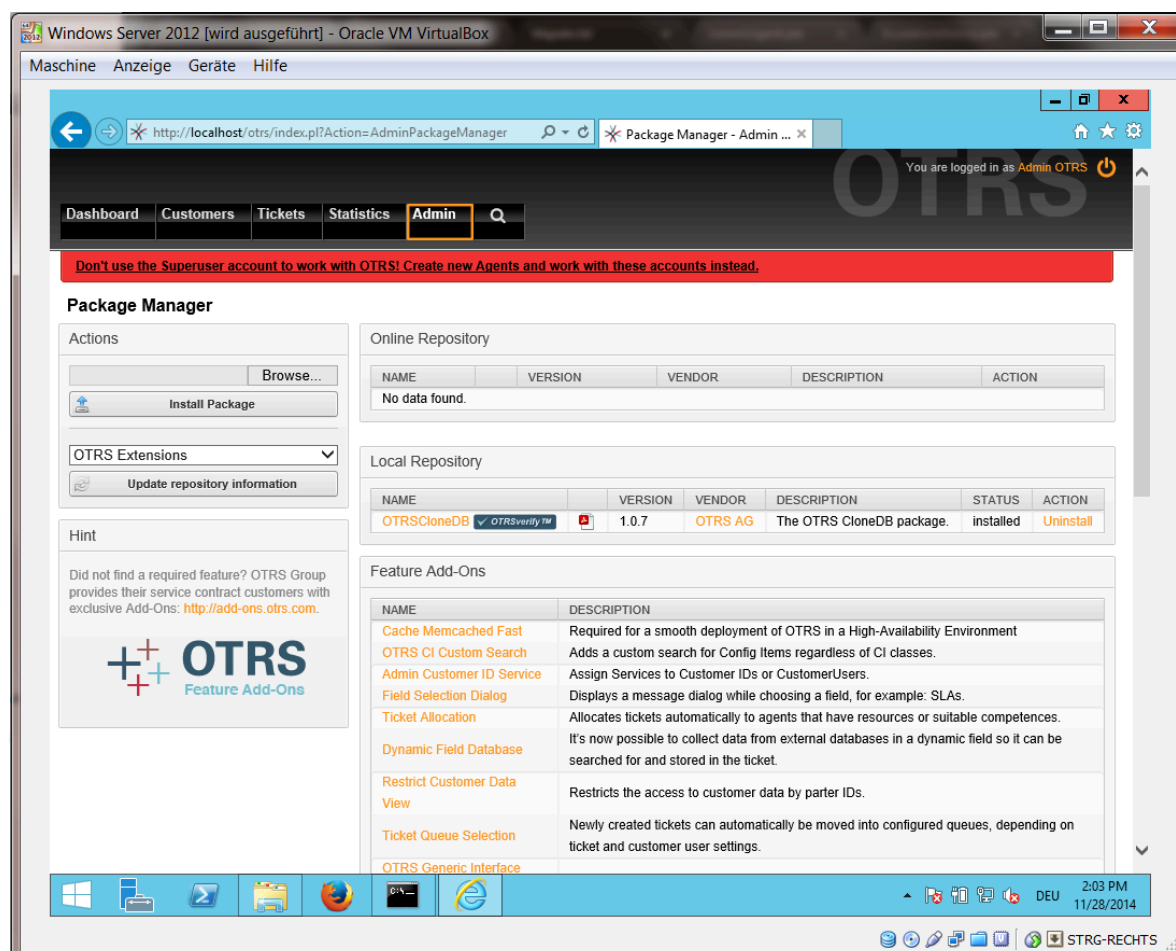 Windows Server 2012 [wird ausgeführt] - Oracle VM VirtualBox
Maschine Anzeige Geräte Hilfe
http://localhost/otrs/index.pl?Action=AdminPackageManager
Package Manager - Admin ...
OTRS
You are logged in as Admin OTRS
Dashboard Customers Tickets Statistics Admin
Don't use the Superuser account to work with OTRS! Create new Agents and work with these accounts instead.
Package Manager
Actions
Browse...
Install Package
OTRS Extensions
Update repository information
Hint
Did not find a required feature? OTRS Group
provides their service contract customers with
exclusive Add-Ons: http://add-ons.otrs.com.
OTRS
Feature Add-Ons
Online Repository
NAME VERSION VENDOR DESCRIPTION ACTION
No data found.
Local Repository
NAME VERSION VENDOR DESCRIPTION STATUS ACTION
OTRSCloneDB OTRSverify™ 1.0.7 OTRS AG The OTRS CloneDB package. installed Uninstall
Feature Add-Ons
NAME DESCRIPTION
Cache Memcached Fast Required for a smooth deployment of OTRS in a High-Availability Environment
OTRS CI Custom Search Adds a custom search for Config Items regardless of CI classes.
Admin Customer ID Service Assign Services to Customer IDs or CustomerUsers.
Field Selection Dialog Displays a message dialog while choosing a field, for example: SLAs.
Ticket Allocation Allocates tickets automatically to agents that have resources or suitable competences.
Dynamic Field Database It's now possible to collect data from external databases in a dynamic field so it can be
searched for and stored in the ticket.
Restrict Customer Data
View Restricts the access to customer data by parter IDs.
Ticket Queue Selection Newly created tickets can automatically be moved into configured queues, depending on
ticket and customer user settings.
OTRS Generic Interface
DEU
2:03 PM
11/28/2014
STRG-RECHTS